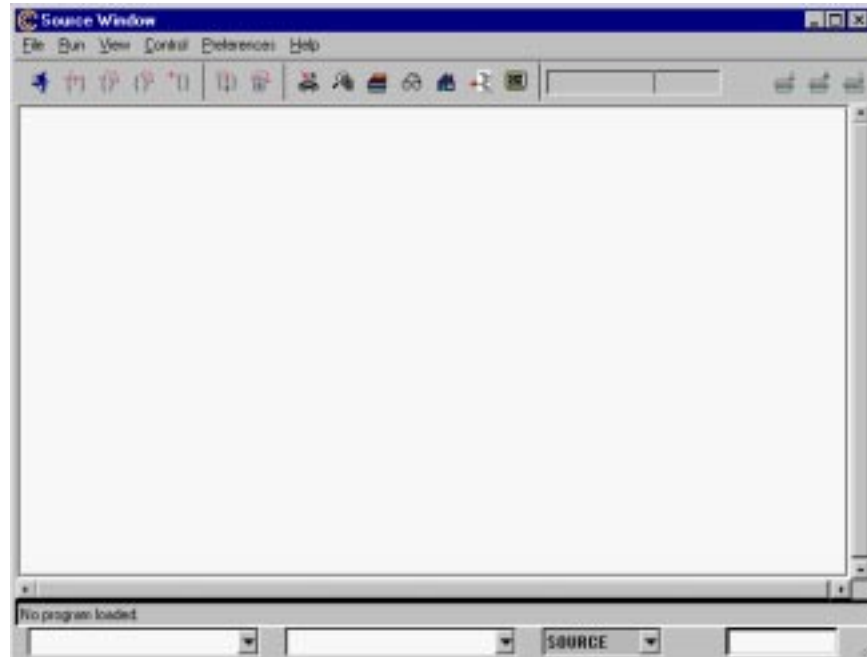 Source Window
File Run View Control Preferences Help
No program loaded.
SOURCE